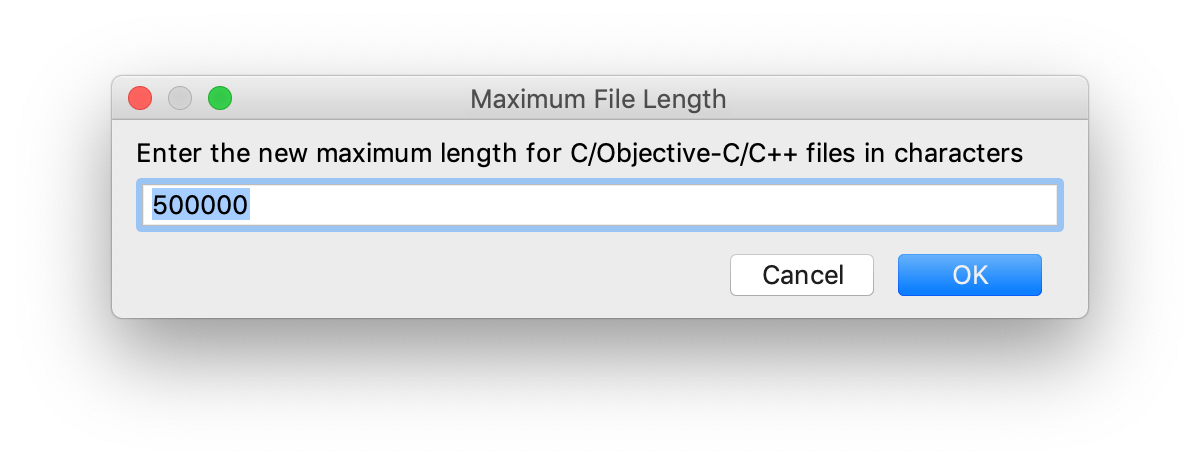 Maximum File Length
Enter the new maximum length for C/Objective-C/C++ files in characters
500000
Cancel
OK